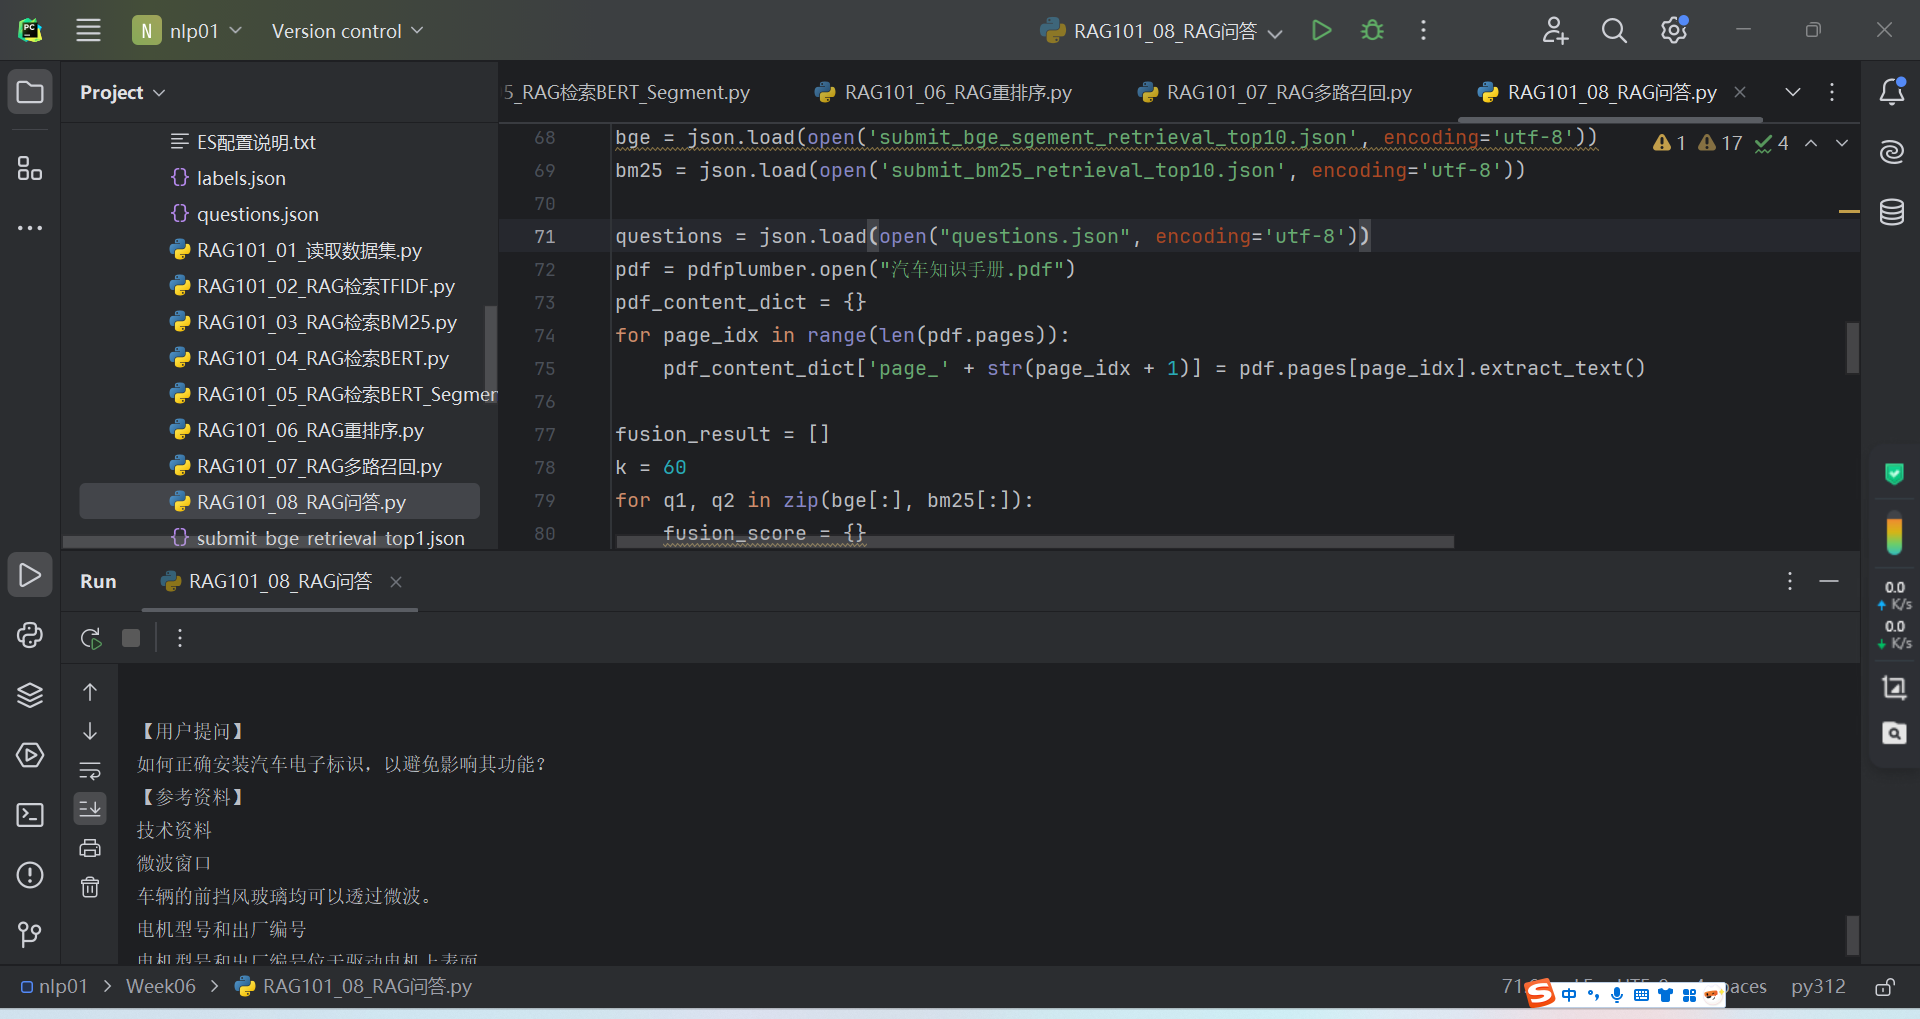 N nlp01
Version control
RAG101_08_RAG问答
Project
ES配置说明.txt
labels.json
questions.json
RAG101_01_读取数据集.py
RAG101_02_RAG检索TFIDF.py
RAG101_03_RAG检索BM25.py
RAG101_04_RAG检索BERT.py
RAG101_05_RAG检索BERT_Segmen
RAG101_06_RAG重排序.py
RAG101_07_RAG多路召回.py
RAG101_08_RAG问答.py
submit_bge_retrieval_top1.json
5_RAG检索BERT_Segment.py
RAG101_06_RAG重排序.py
RAG101_07_RAG多路召回.py
RAG101_08_RAG问答.py
1 17 4
68 bge = json.load(open('submit_bge_sgement_retrieval_top10.json', encoding='utf-8'))
69 bm25 = json.load(open('submit_bm25_retrieval_top10.json', encoding='utf-8'))
70
71 questions = json.load(open("questions.json", encoding='utf-8'))
72 pdf = pdfplumber.open("汽车知识手册.pdf")
73 pdf_content_dict = {}
74 for page_idx in range(len(pdf.pages)):
75 pdf_content_dict['page_' + str(page_idx + 1)] = pdf.pages[page_idx].extract_text()
76
77 fusion_result = []
78 k = 60
79 for q1, q2 in zip(bge[:], bm25[:]):
80 fusion_score = {}
Run
RAG101_08_RAG问答
【用户提问】
如何正确安装汽车电子标识，以避免影响其功能？
【参考资料】
技术资料
微波窗口
车辆的前挡风玻璃均可以透过微波。
电机型号和出厂编号
电机型号和出厂编号位于驱动电机上表面
0.0
K/s
0.0
K/s
nlp01 > Week06 > RAG101_08_RAG问答.py
中
py312